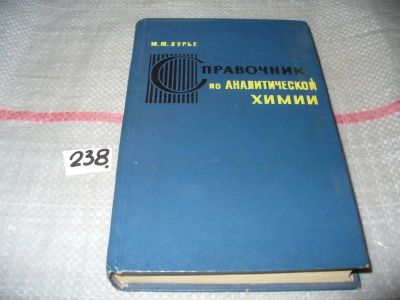 Ю.Ю.ЛУРЬЕ
СПРАВОЧНИК
по АНАЛИТИЧЕСКОЙ
ХИМИИ
238.